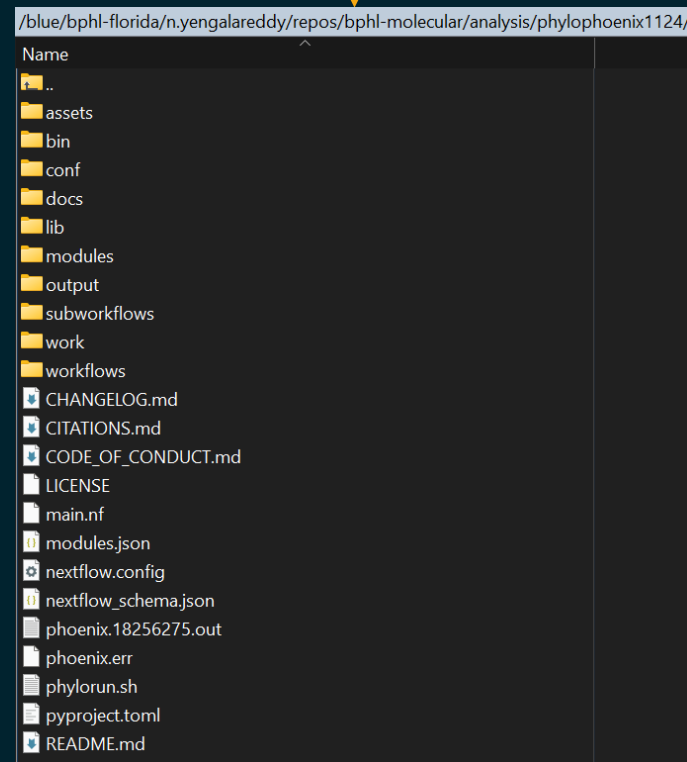 /blue/bphl-florida/n.yengalareddy/repos/bphl-molecular/analysis/phylophoenix1124/
Name
..
assets
bin
conf
docs
lib
modules
output
subworkflows
work
workflows
CHANGELOG.md
CITATIONS.md
CODE_OF_CONDUCT.md
LICENSE
main.nf
modules.json
nextflow.config
nextflow_schema.json
phoenix.18256275.out
phoenix.err
phylorun.sh
pyproject.toml
README.md